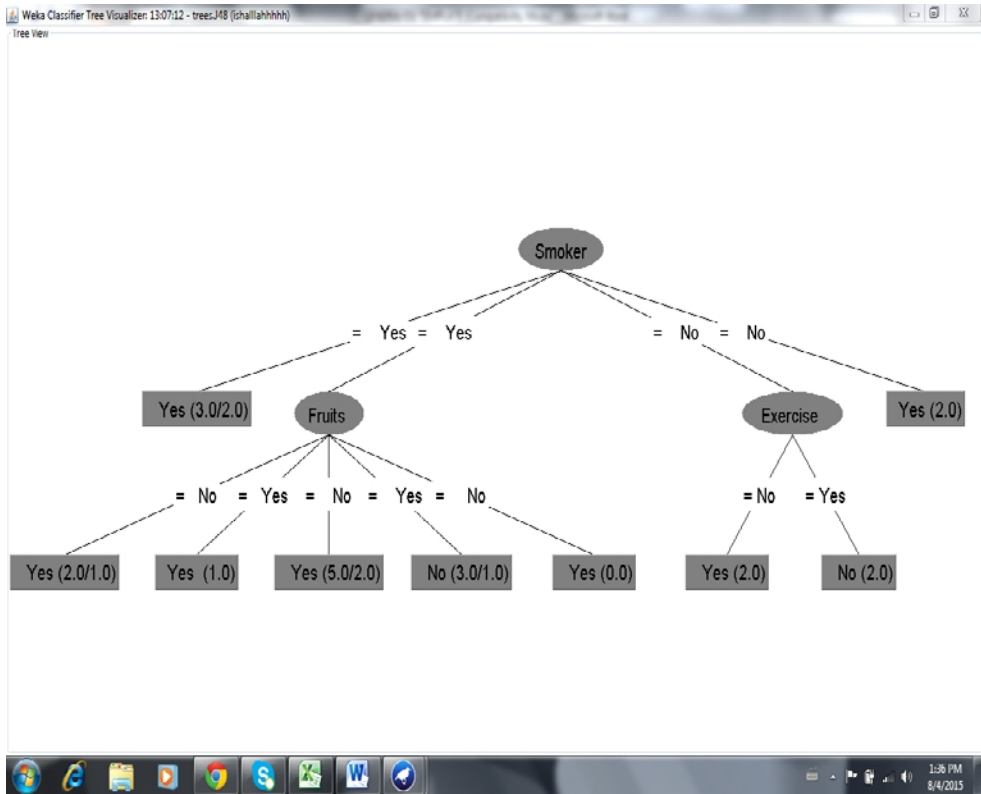 Weka Classifier Tree Visualizer: 13:07:12 - trees.J48 (ishalllahhhhh)
Tree View
Smoker
= Yes = Yes = No = No
Yes (3.0/2.0) Fruits Exercise Yes (2.0)
= No = Yes = No = Yes = No = No = Yes
Yes (2.0/1.0) Yes (1.0) Yes (5.0/2.0) No (3.0/1.0) Yes (0.0) Yes (2.0) No (2.0)
1:36 PM
8/4/2015